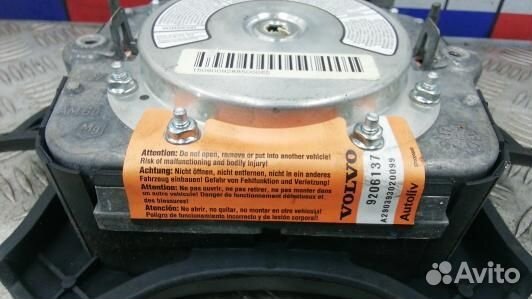 Attention: Do not open, remove or put into another vehicle!
Risk of malfunctioning and bodily injury!
Achtung: Nicht öffnen, nicht entfernen, nicht in ein anderes
Fahrzeug einbauen! Gefahr von Fehlfunktion und Verletzung!
Attention: Ne pas ouvrir, ne pas retirer, ne pas monter dans
un autre véhicule! Danger de fonctionnement défectueux et
des blessures!
Atención: No abrir, no quitar, no montar en otro vehículo!
Peligro de funcionamiento incorrecto y de lesión corporal!
VOLVO
9206137
A290393020099
Autoliv
Avito